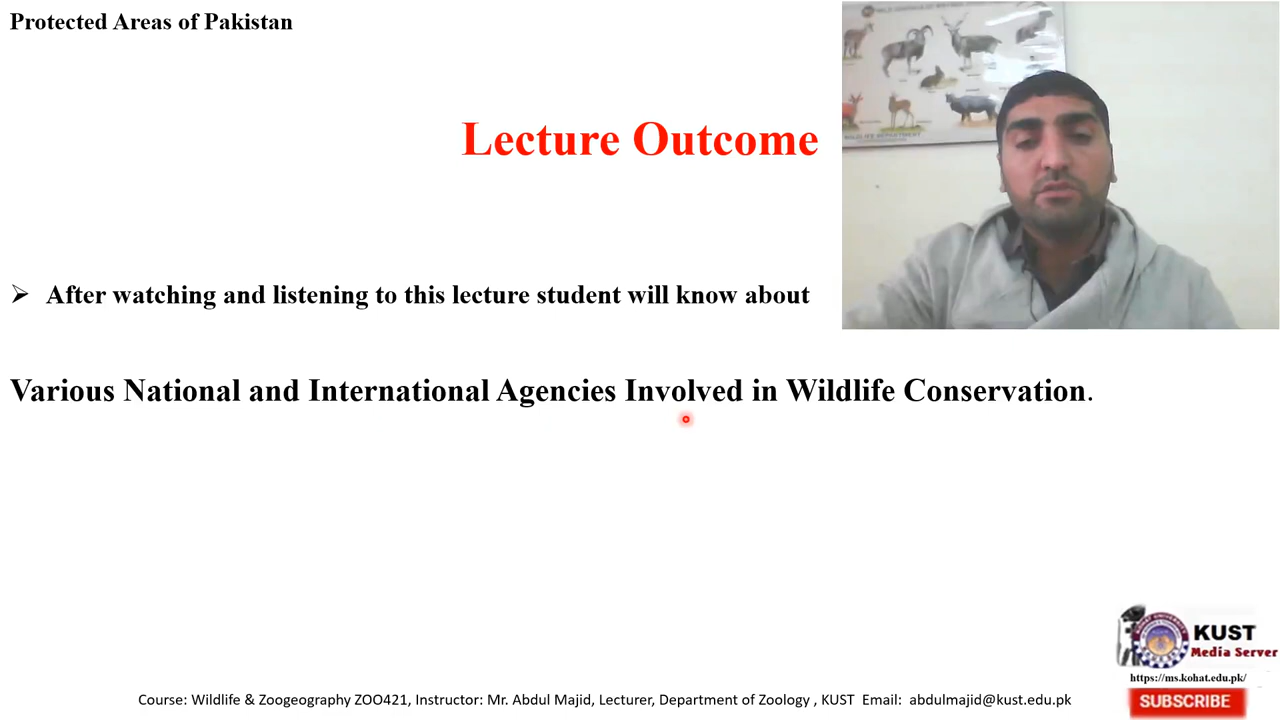 Protected Areas of Pakistan
WILDLIFE DEPARTMENT
Lecture Outcome
➢ After watching and listening to this lecture student will know about
Various National and International Agencies Involved in Wildlife Conservation.
KUST
Media Server
https://ms.kohat.edu.pk/
SUBSCRIBE
Course: Wildlife & Zoogeography ZOO421, Instructor: Mr. Abdul Majid, Lecturer, Department of Zoology , KUST Email: abdulmajid@kust.edu.pk